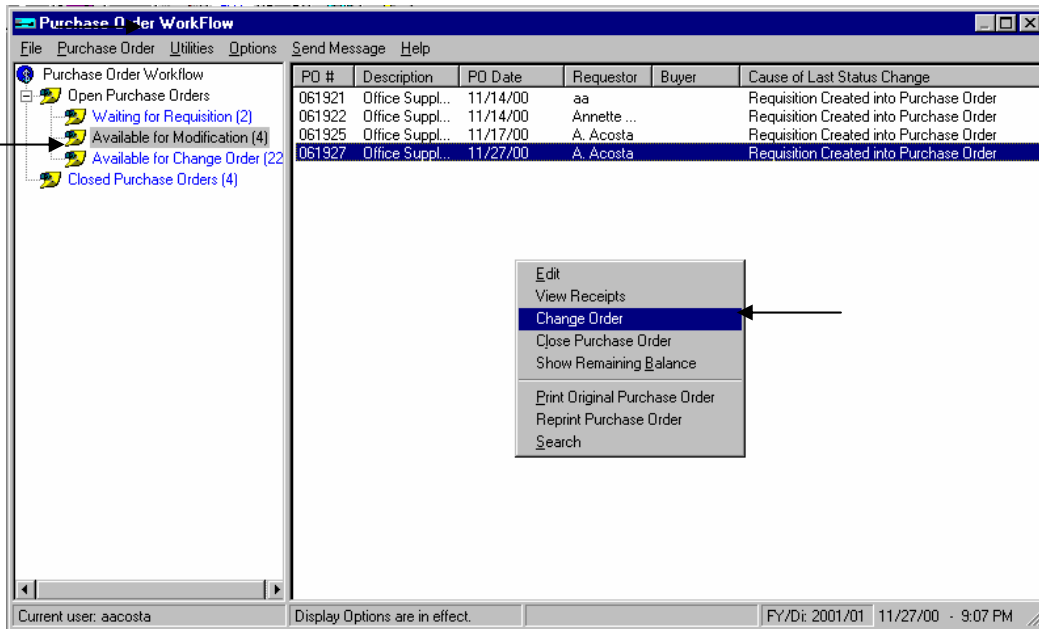 Purchase Order WorkFlow
File Purchase Order Utilities Options Send Message Help
Purchase Order Workflow
Open Purchase Orders
Waiting for Requisition (2)
Available for Modification (4)
Available for Change Order (22
Closed Purchase Orders (4)
PO # Description PO Date Requestor Buyer Cause of Last Status Change
061921 Office Suppl... 11/14/00 aa Requisition Created into Purchase Order
061922 Office Suppl... 11/14/00 Annette ... Requisition Created into Purchase Order
061925 Office Suppl... 11/17/00 A. Acosta Requisition Created into Purchase Order
061927 Office Suppl... 11/27/00 A. Acosta Requisition Created into Purchase Order
Edit
View Receipts
Change Order
Close Purchase Order
Show Remaining Balance
Print Original Purchase Order
Reprint Purchase Order
Search
Current user: aacosta Display Options are in effect. FY/Di: 2001/01 11/27/00 - 9:07 PM